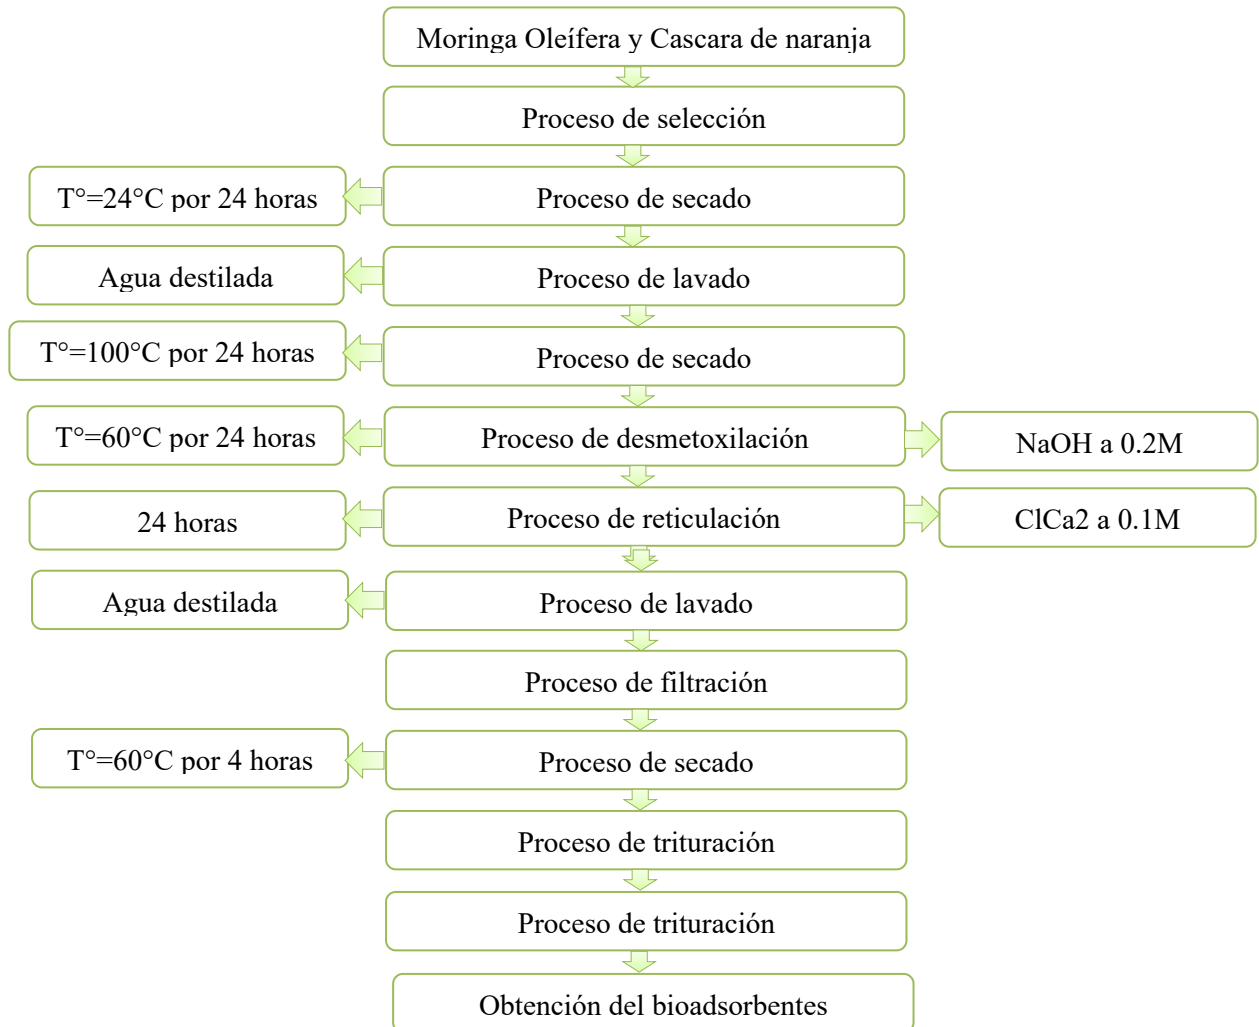 Moringa Oleífera y Cascara de naranja
Proceso de selección
T°=24°C por 24 horas
Proceso de secado
Agua destilada
Proceso de lavado
T°=100°C por 24 horas
Proceso de secado
T°=60°C por 24 horas
Proceso de desmetoxilación
NaOH a 0.2M
24 horas
Proceso de reticulación
ClCa2 a 0.1M
Agua destilada
Proceso de lavado
Proceso de filtración
T°=60°C por 4 horas
Proceso de secado
Proceso de trituración
Proceso de trituración
Obtención del bioadsorbentes